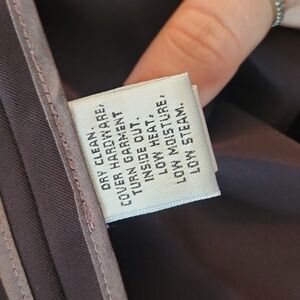 DRY CLEAN.
COVER HARDWARE,
TURN GARMENT
INSIDE OUT.
LOW HEAT,
LOW MOISTURE,
LOW STEAM.